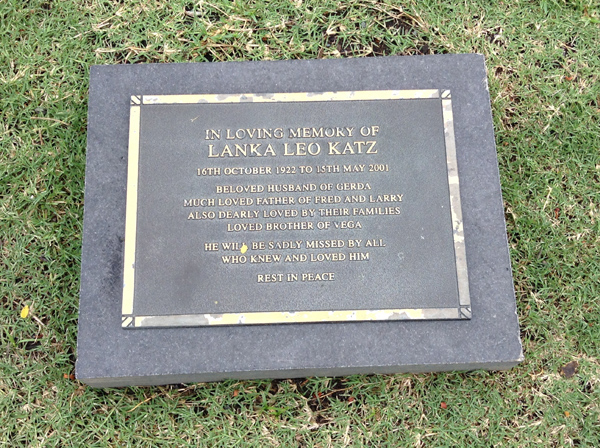 IN LOVING MEMORY OF
LANKA LEO KATZ
16TH OCTOBER 1922 TO 15TH MAY 2001
BELOVED HUSBAND OF GERDA
MUCH LOVED FATHER OF FRED AND LARRY
ALSO DEARLY LOVED BY THEIR FAMILIES
LOVED BROTHER OF VEGA
HE WILL BE SADLY MISSED BY ALL
WHO KNEW AND LOVED HIM
REST IN PEACE